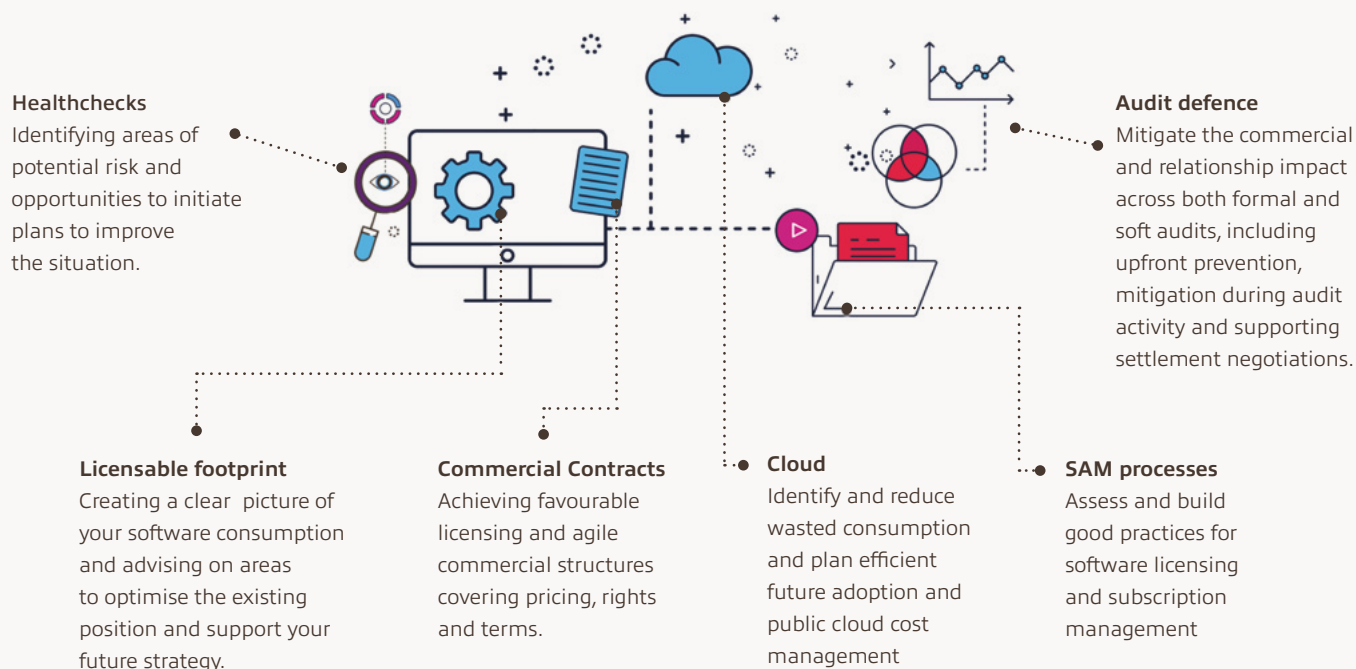 Healthchecks
Identifying areas of
potential risk and
opportunities to initiate
plans to improve
the situation.
Audit defence
Mitigate the commercial
and relationship impact
across both formal and
soft audits, including
upfront prevention,
mitigation during audit
activity and supporting
settlement negotiations.
Licensable footprint
Creating a clear  picture of
your software consumption
and advising on areas
to optimise the existing
position and support your
future strategy.
Commercial Contracts
Achieving favourable
licensing and agile
commercial structures
covering pricing, rights
and terms.
Cloud
Identify and reduce
wasted consumption
and plan efficient
future adoption and
public cloud cost
management
SAM processes
Assess and build
good practices for
software licensing
and subscription
management